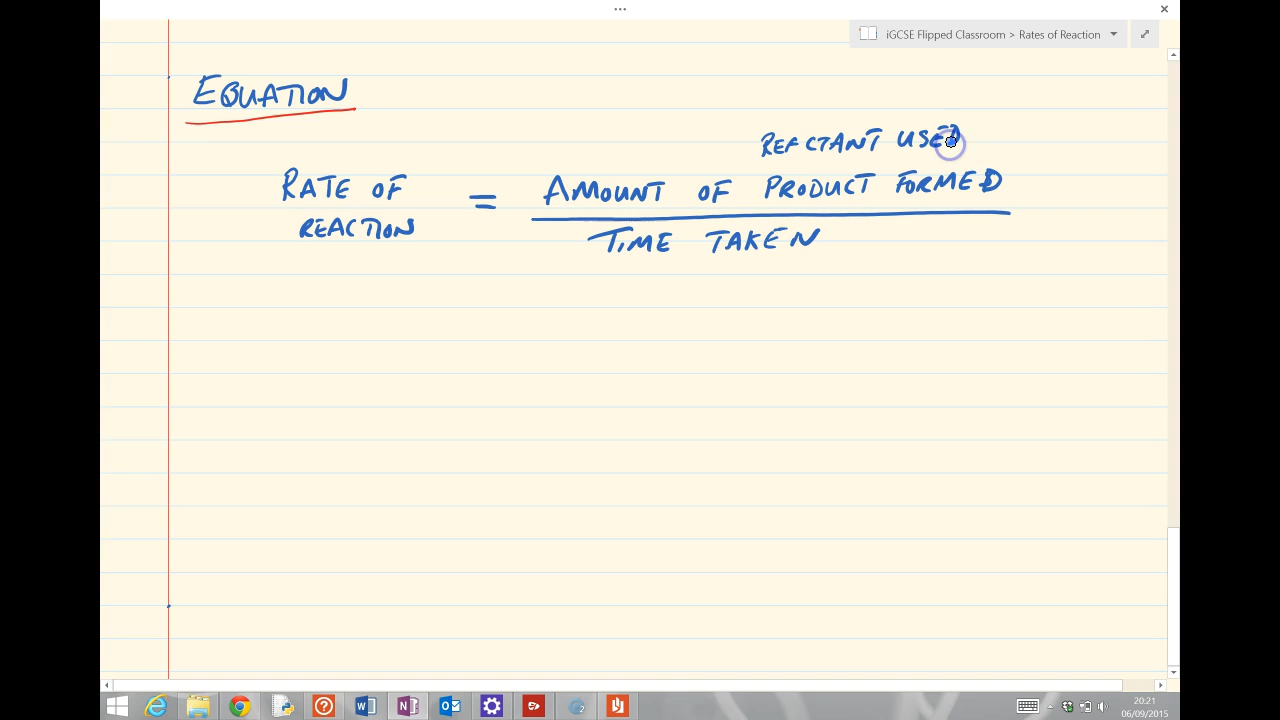 iGCSE Flipped Classroom > Rates of Reaction
EQUATION
REACTANT USED
RATE OF
REACTION
=
AMOUNT OF PRODUCT FORMED
TIME TAKEN
20:21
06/09/2015